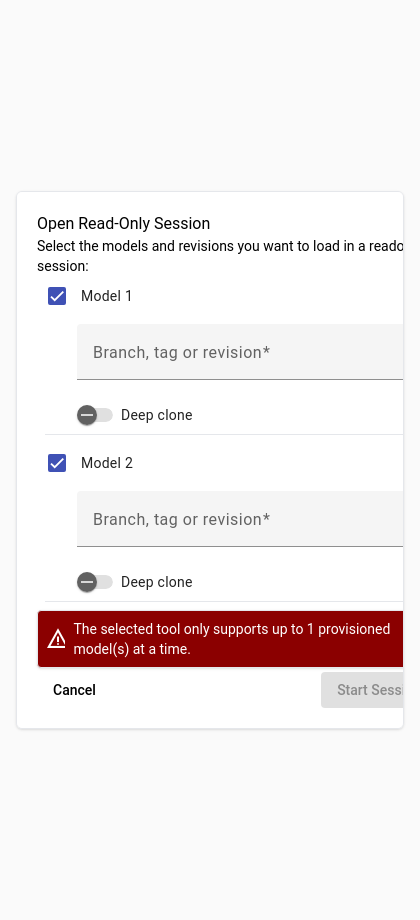 Open Read-Only Session
Select the models and revisions you want to load in a reado
session:
Model 1
Branch, tag or revision*
Deep clone
Model 2
Branch, tag or revision*
Deep clone
The selected tool only supports up to 1 provisioned
model(s) at a time.
Cancel
Start Sess